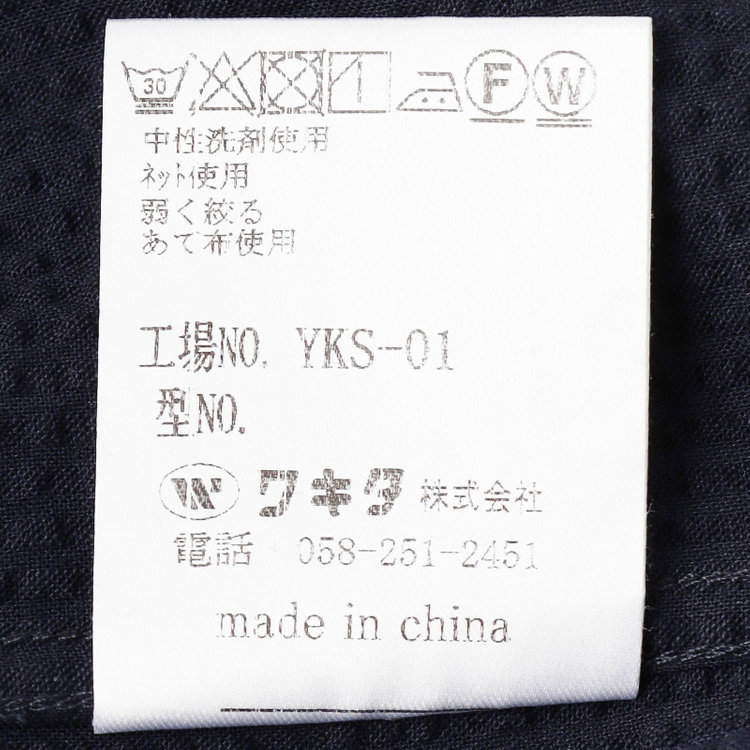 30 F W
中性洗剤使用
ネット使用
弱く絞る
あて布使用
工場NO. YKS-01
型NO.
W ワキタ 株式会社
電話 058-251-2451
made in china